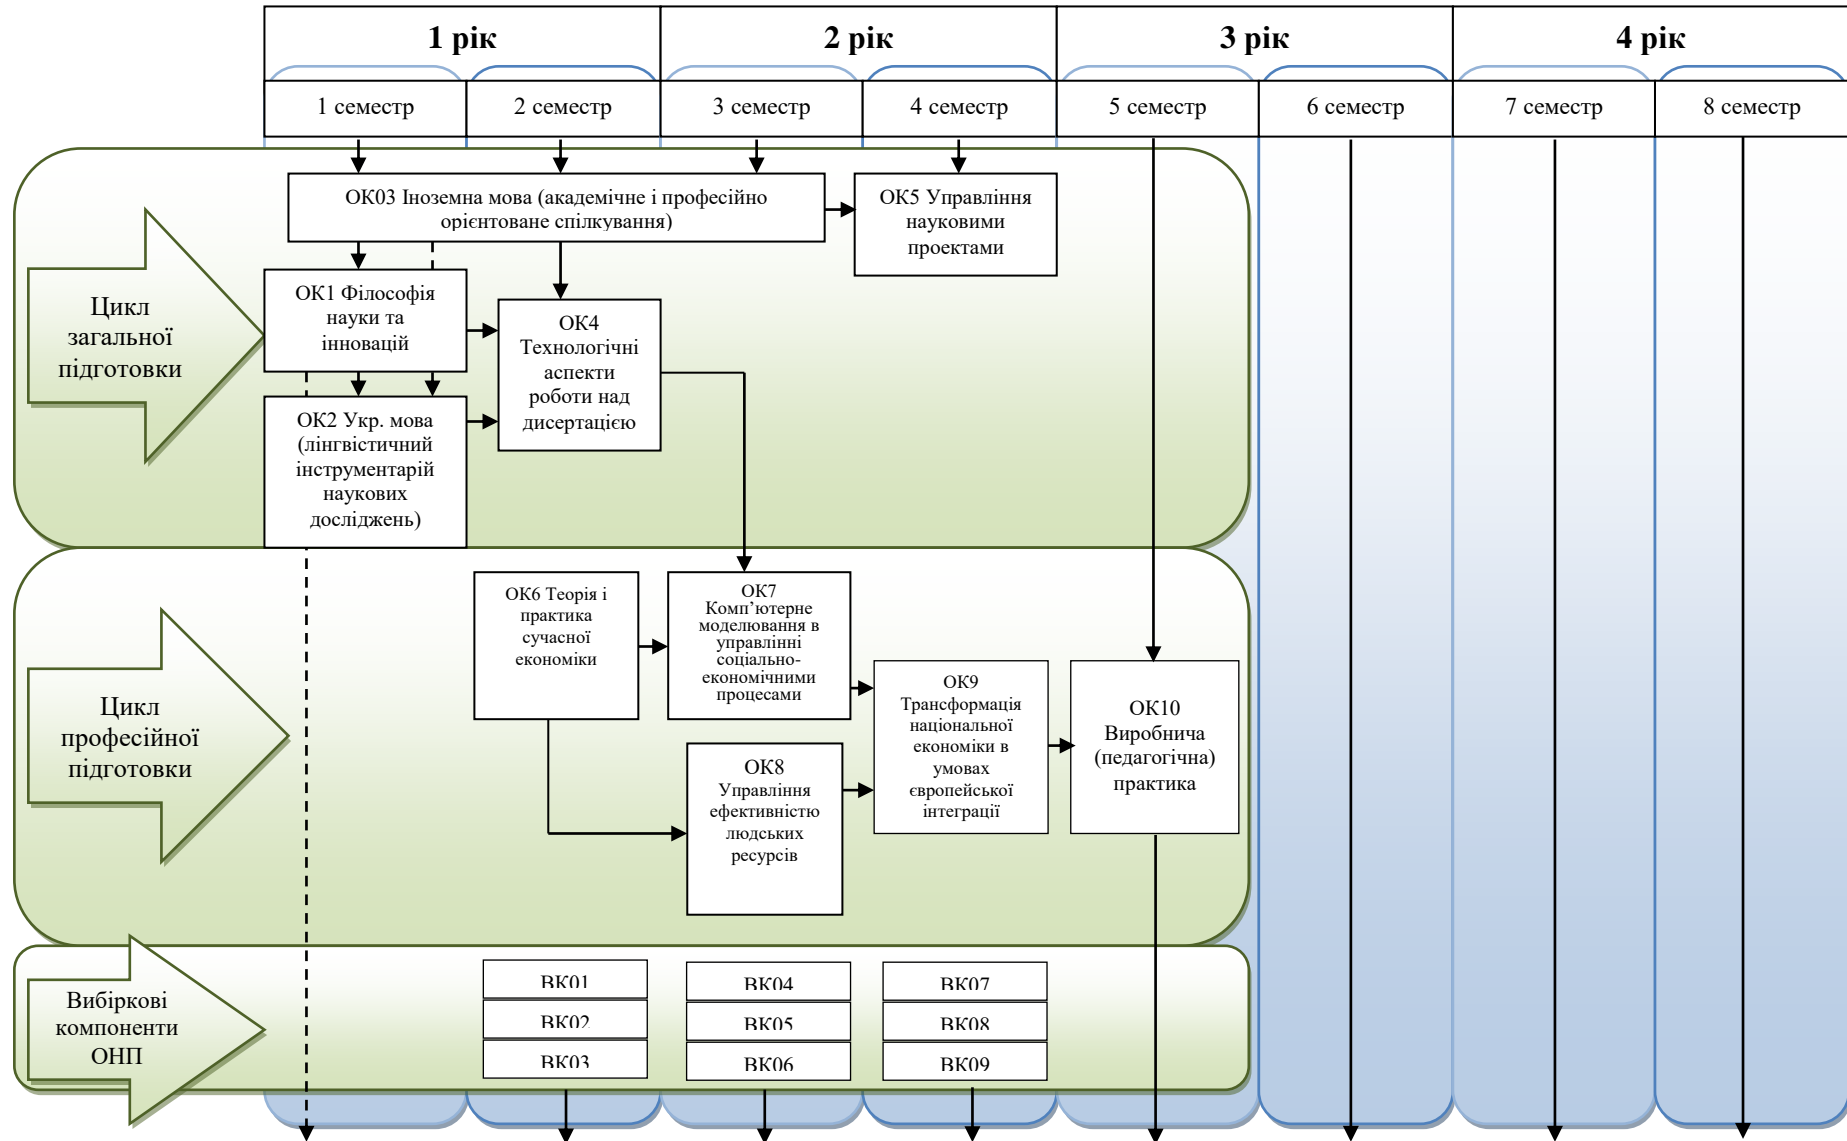 1 рік
2 рік
3 рік
4 рік
1 семестр
2 семестр
3 семестр
4 семестр
5 семестр
6 семестр
7 семестр
8 семестр
Цикл
загальної
підготовки
ОК03 Іноземна мова (академічне і професійно
орієнтоване спілкування)
ОК5 Управління
науковими
проектами
ОК1 Філософія
науки та
інновацій
ОК4
Технологічні
аспекти
роботи над
дисертацією
ОК2 Укр. мова
(лінгвістичний
інструментарій
наукових
досліджень)
Цикл
професійної
підготовки
ОК6 Теорія і
практика
сучасної
економіки
ОК7
Комп’ютерне
моделювання в
управлінні
соціально-
економічними
процесами
ОК8
Управління
ефективністю
людських
ресурсів
ОК9
Трансформація
національної
економіки в
умовах
європейської
інтеграції
ОК10
Виробнича
(педагогічна)
практика
Вибіркові
компоненти
ОНП
ВК01
ВК02
ВК03
ВК04
ВК05
ВК06
ВК07
ВК08
ВК09